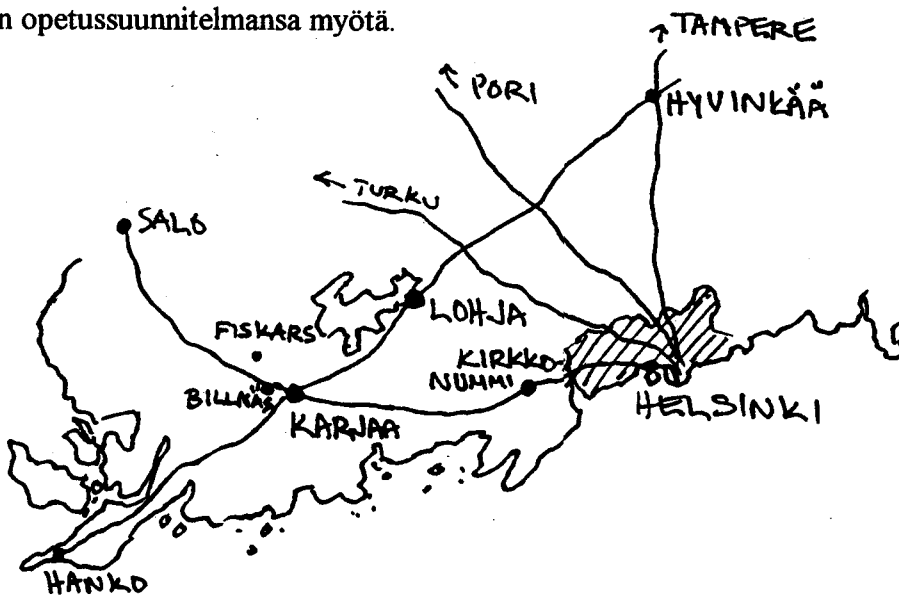 n opetussuunnitelmansa myötä.
TAMPERE
PORI
HYVINKÄÄ
TURKU
SALO
LOHJA
FISKARS
KIRKKO-
NUMMI
BILLNÄS
HELSINKI
KARJAA
HANKO